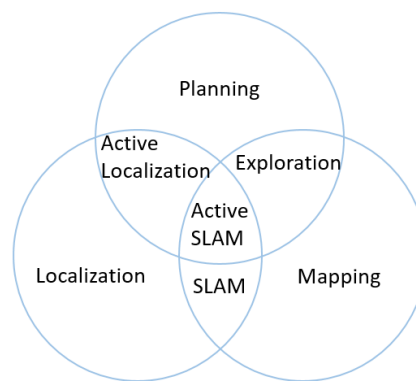 Planning
Active
Localization
Exploration
Active
SLAM
Localization
SLAM
Mapping